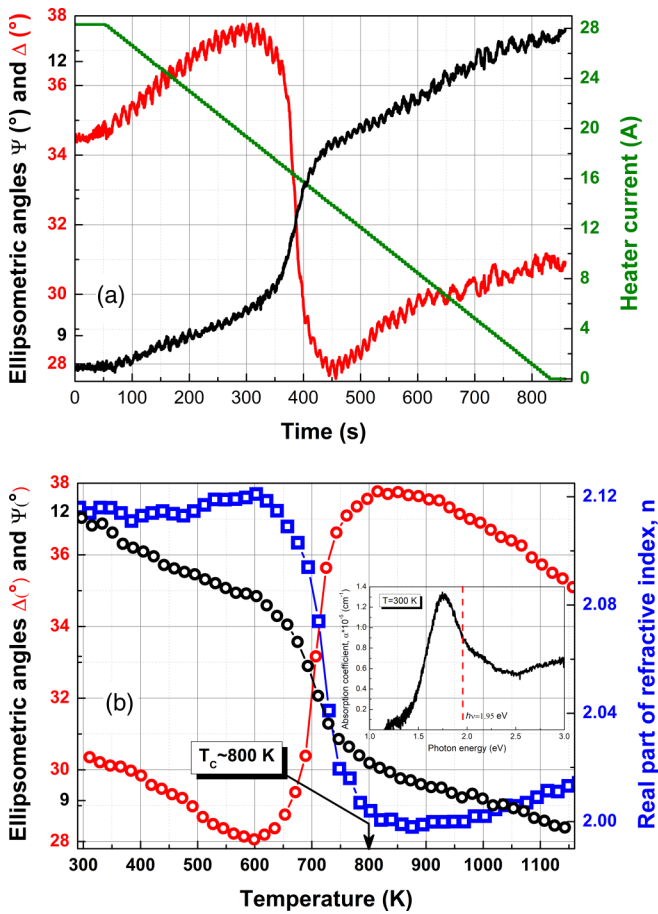 Ellipsometric angles Ψ (°) and Δ (°)
12
9
38
36
34
32
30
28
(a)
28
24
20
16
12
8
4
0
Heater current (A)
0 100 200 300 400 500 600 700 800
Time (s)
Ellipsometric angles Δ(°) and Ψ(°)
12
9
38
36
34
32
30
28
(b)
T_C~800 K
2.12
2.08
2.04
2.00
Real part of refractive index, n
Absorption coefficient, α*10⁻⁵ (cm⁻¹)
1.4
1.2
1.0
0.8
0.6
0.4
0.2
T=300 K
hν=1.95 eV
1.0 1.5 2.0 2.5 3.0
Photon energy (eV)
300 400 500 600 700 800 900 1000 1100
Temperature (K)